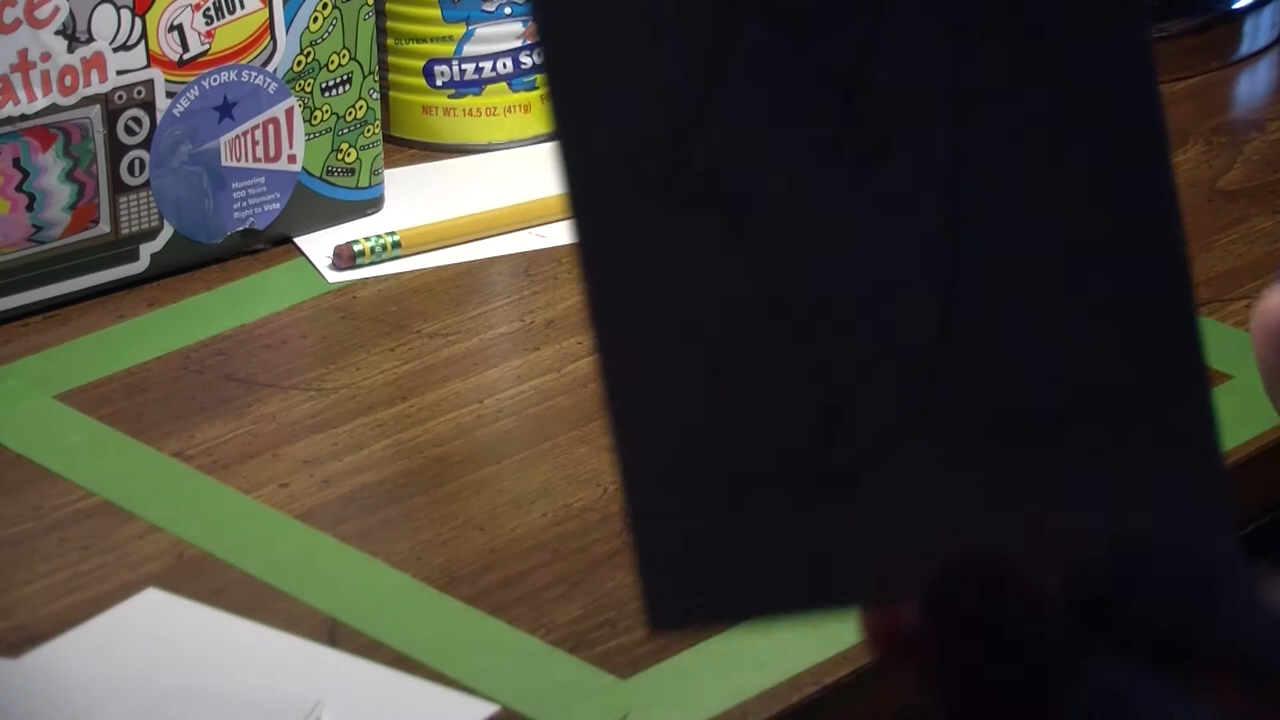 ce
ation
1
SHOT
NEW YORK STATE
I VOTED!
Honoring
100 Years
of a Woman's
Right to Vote
GLUTEN FREE
pizza
NET WT. 14.5 OZ. (411g)